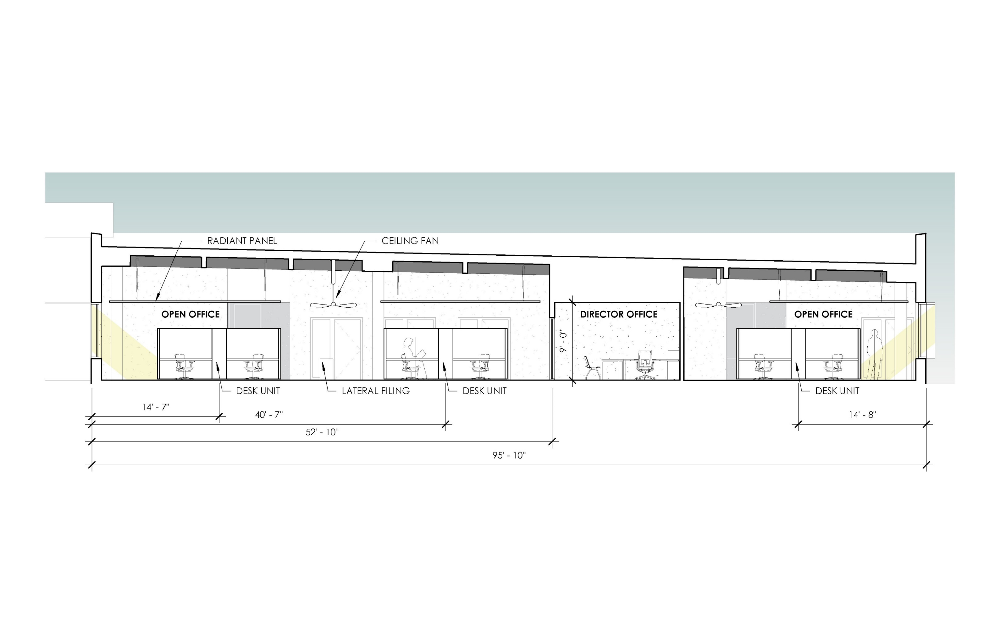 RADIANT PANEL
CEILING FAN
OPEN OFFICE
DIRECTOR OFFICE
OPEN OFFICE
9' - 0"
DESK UNIT
LATERAL FILING
DESK UNIT
DESK UNIT
14' - 7"
40' - 7"
14' - 8"
52' - 10"
95' - 10"